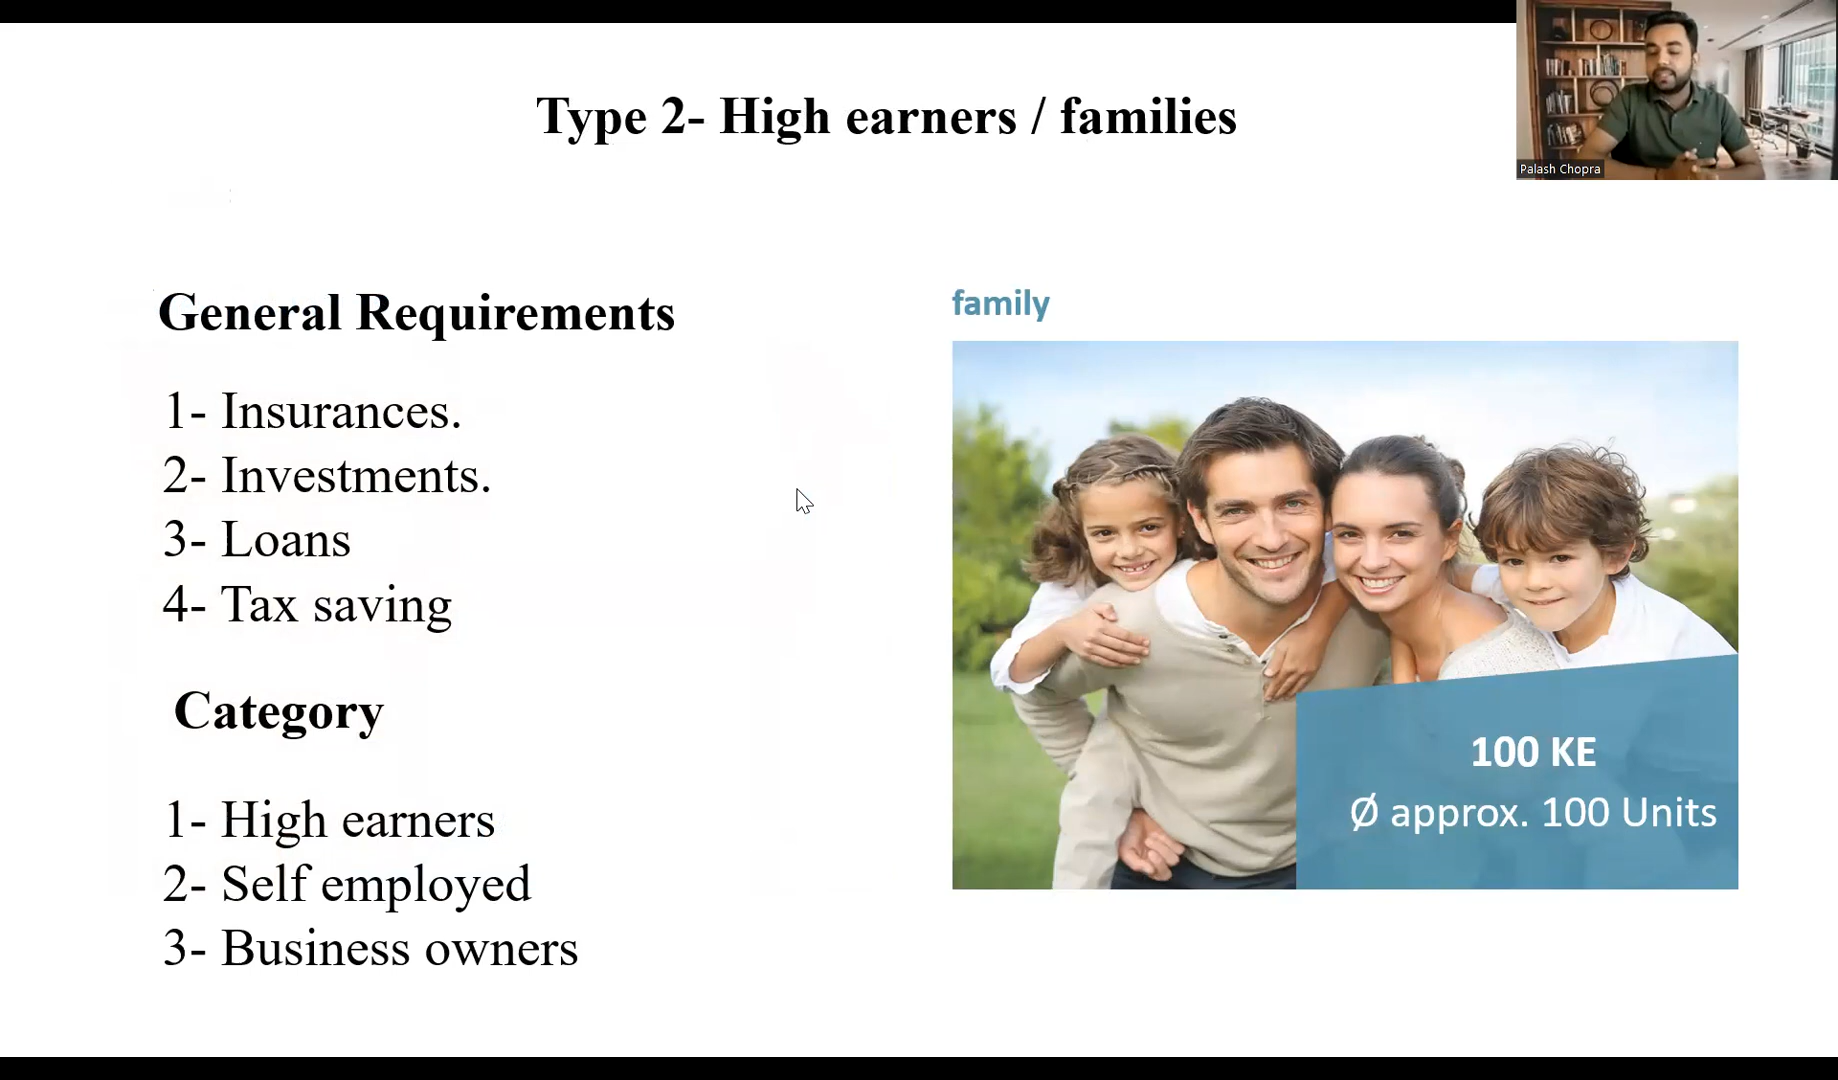 Type 2- High earners / families
Palash Chopra
General Requirements
1- Insurances.
2- Investments.
3- Loans
4- Tax saving
Category
1- High earners
2- Self employed
3- Business owners
family
100 KE
Ø approx. 100 Units